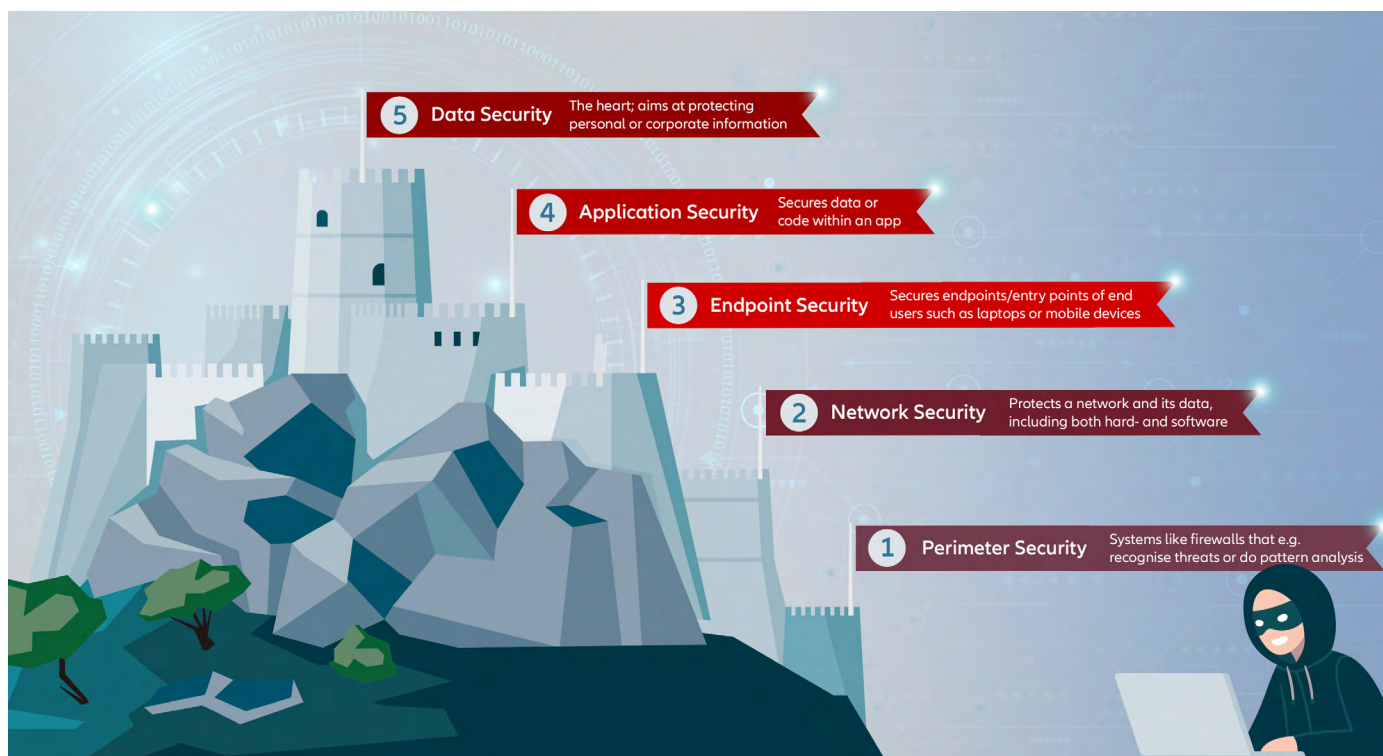 5 Data Security
The heart; aims at protecting
personal or corporate information
4 Application Security
Secures data or
code within an app
3 Endpoint Security
Secures endpoints/entry points of end
users such as laptops or mobile devices
2 Network Security
Protects a network and its data,
including both hard- and software
1 Perimeter Security
Systems like firewalls that e.g.
recognise threats or do pattern analysis